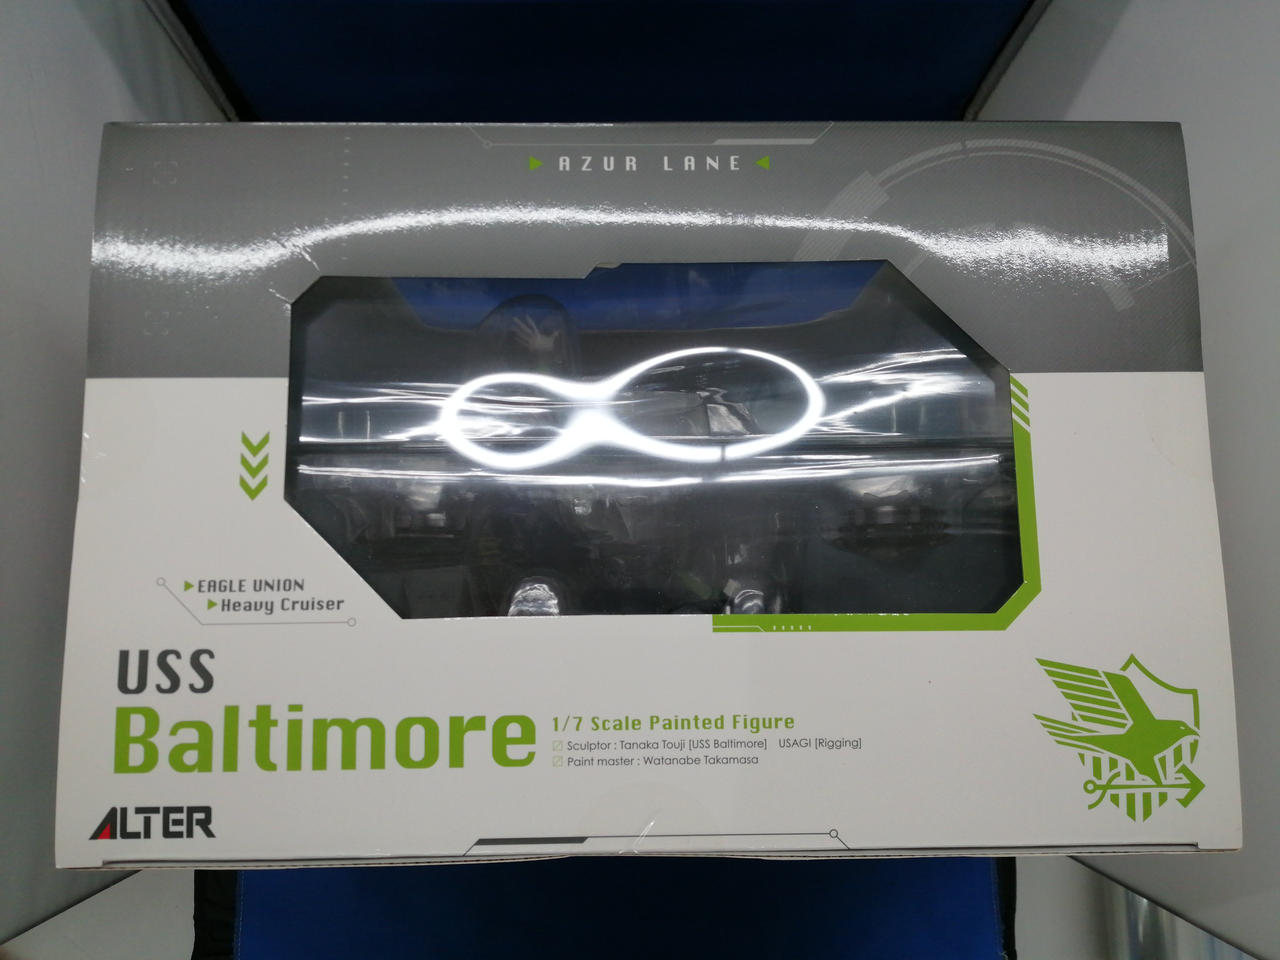 AZUR LANE
EAGLE UNION
Heavy Cruiser
USS
Baltimore
1/7 Scale Painted Figure
Sculptor : Tanaka Touji [USS Baltimore] USAGI [Rigging]
Paint master : Watanabe Takamasa
ALTER